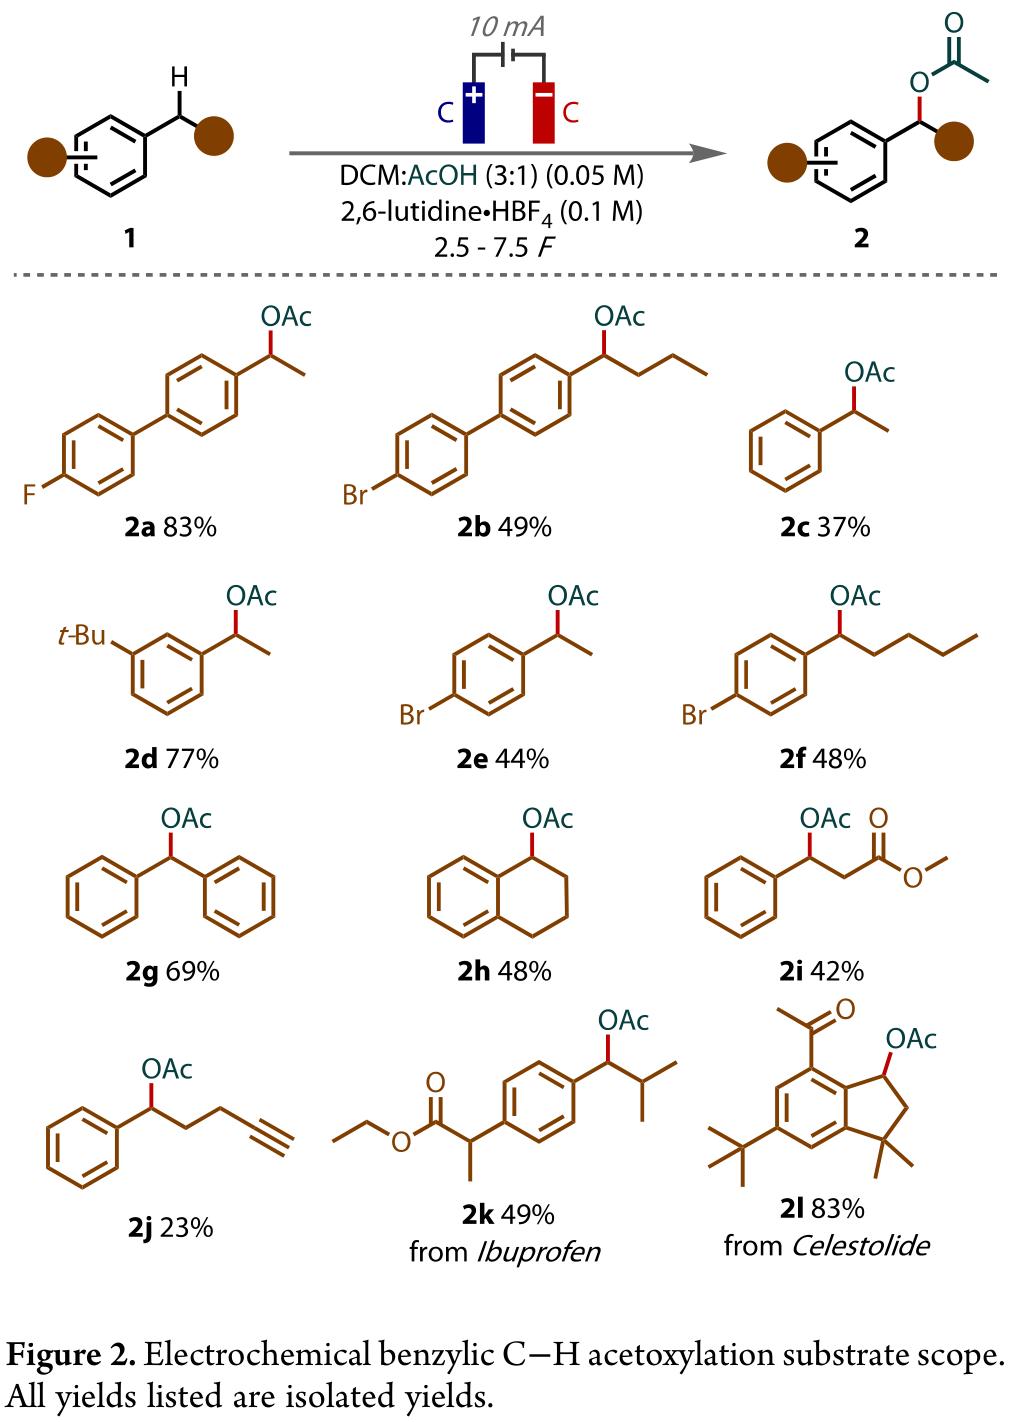 10 mA
H
+
−
C
C
O
O
DCM:AcOH (3:1) (0.05 M)
2,6-lutidine•HBF4 (0.1 M)
2.5 - 7.5 F
1
2
OAc
OAc
OAc
F
Br
2a 83%
2b 49%
2c 37%
OAc
OAc
OAc
t-Bu
Br
Br
2d 77%
2e 44%
2f 48%
OAc
OAc
OAc
O
O
2g 69%
2h 48%
2i 42%
O
OAc
OAc
OAc
O
O
2j 23%
2k 49%
from Ibuprofen
2l 83%
from Celestolide
Figure 2. Electrochemical benzylic C−H acetoxylation substrate scope.
All yields listed are isolated yields.